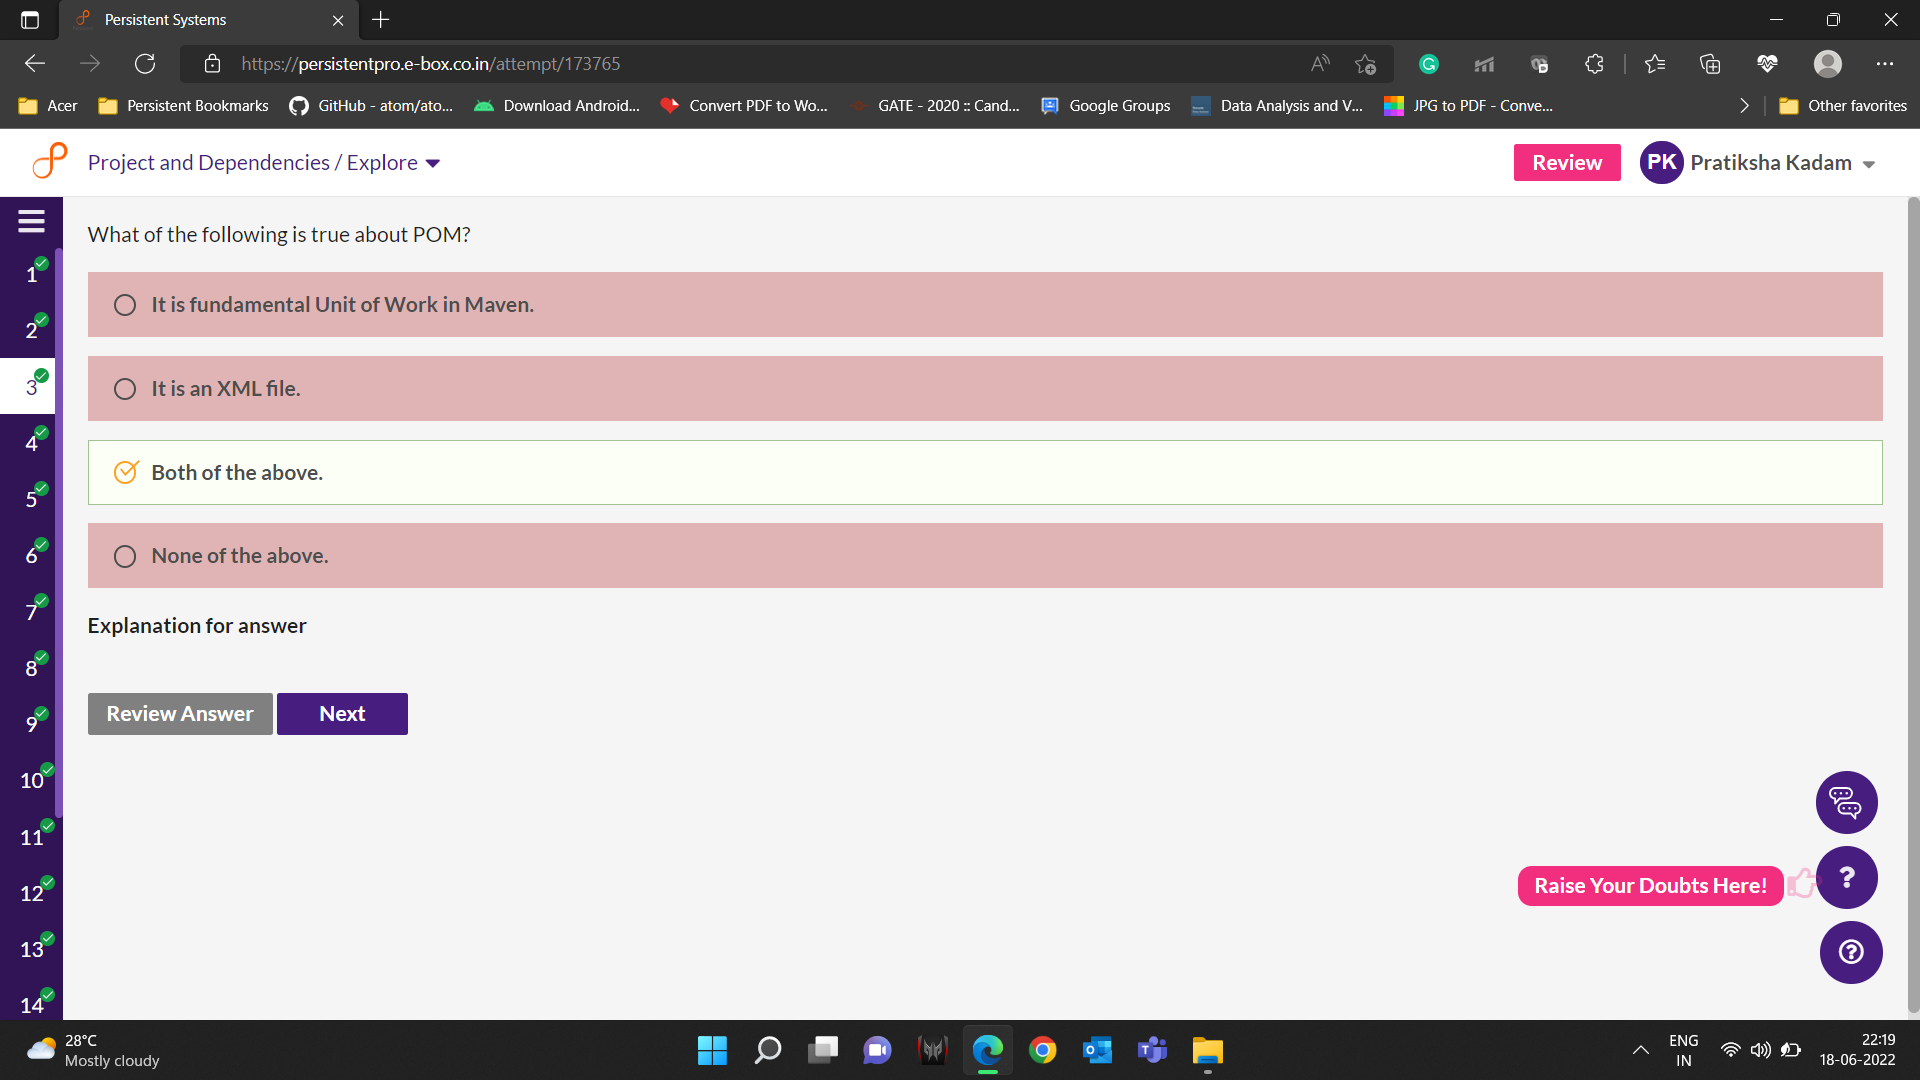 Persistent Systems
https://persistentpro.e-box.co.in/attempt/173765
Acer
Persistent Bookmarks
GitHub - atom/ato...
Download Android...
Convert PDF to Wo...
GATE - 2020 :: Cand...
Google Groups
Data Analysis and V...
JPG to PDF - Conve...
Other favorites
Project and Dependencies / Explore
Review
PK Pratiksha Kadam
What of the following is true about POM?
It is fundamental Unit of Work in Maven.
It is an XML file.
Both of the above.
None of the above.
Explanation for answer
Review Answer
Next
1
2
3
4
5
6
7
8
9
10
11
12
13
14
Raise Your Doubts Here!
?
?
28°C
Mostly cloudy
ENG
IN
22:19
18-06-2022